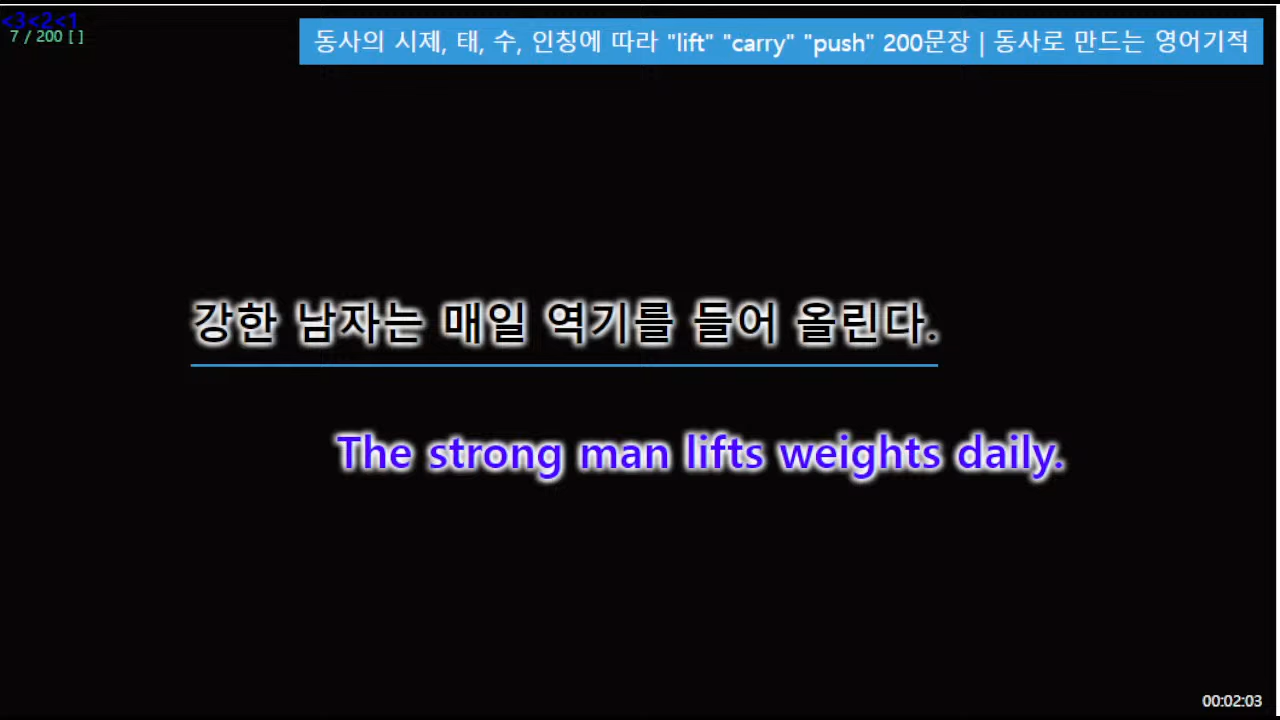 <3<2<1
7 / 200 [ ]
동사의 시제, 태, 수, 인칭에 따라 "lift" "carry" "push" 200문장 | 동사로 만드는 영어기적
강한 남자는 매일 역기를 들어 올린다.
The strong man lifts weights daily.
00:02:03